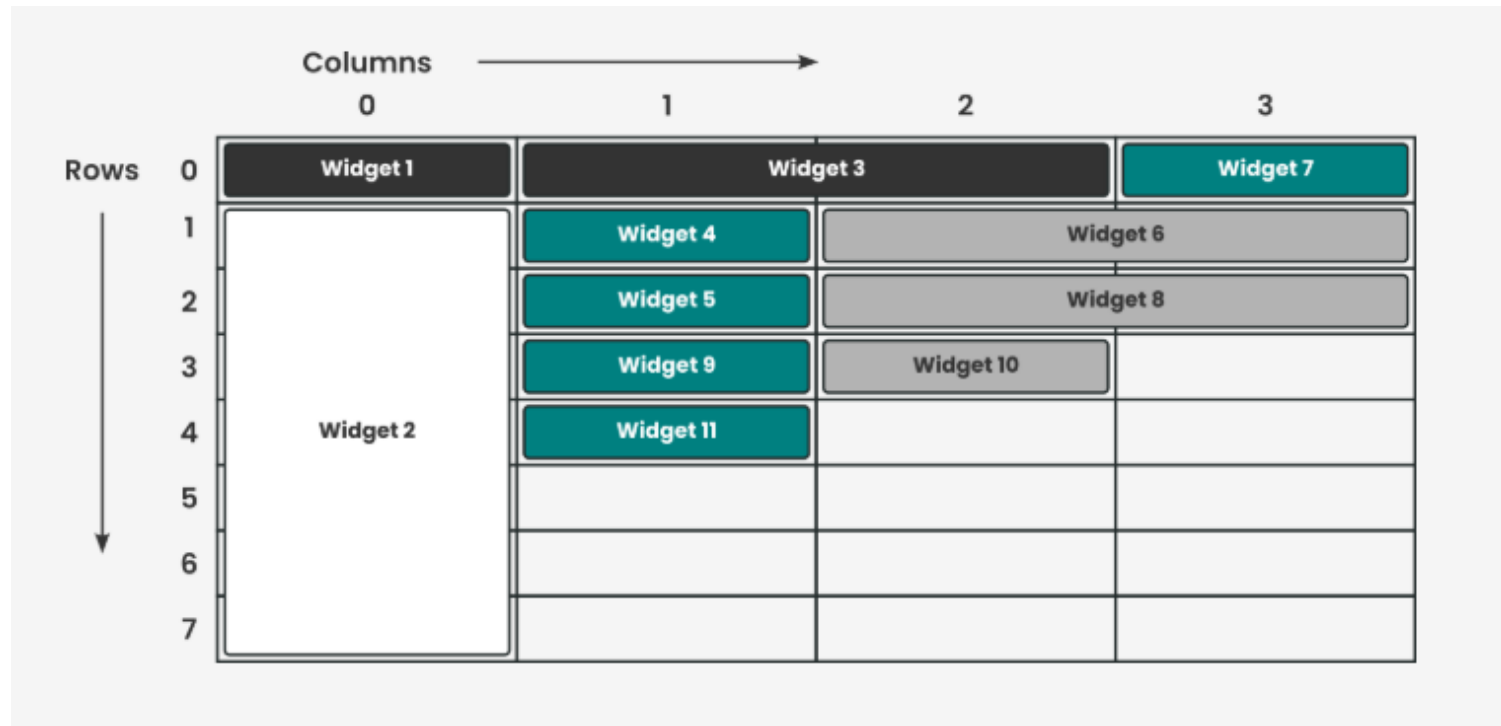 Columns
0 1 2 3
Rows 0 Widget 1 Widget 3 Widget 7
1 Widget 4 Widget 6
2 Widget 5 Widget 8
3 Widget 9 Widget 10
4 Widget 2 Widget 11
5
6
7